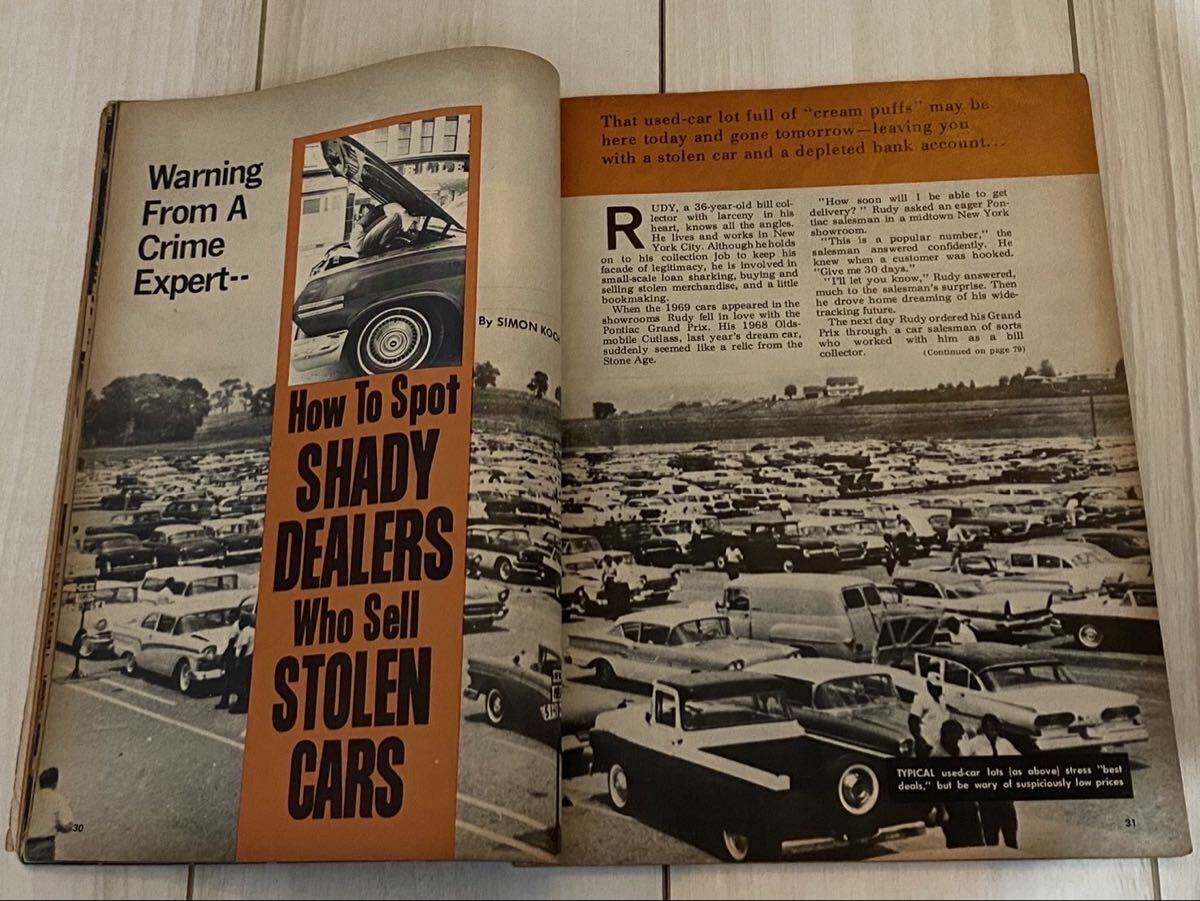 Warning
From A
Crime
Expert--
By SIMON
How To Spot
SHADY
DEALERS
Who Sell
STOLEN
CARS
30
That used-car lot full of "cream puffs" may be
here today and gone tomorrow—leaving you
with a stolen car and a depleted bank account...
RUDY, a 36-year-old bill col-
lector with larceny in his
heart, knows all the angles.
He lives and works in New
York City. Although he holds
on to his collection job to keep his
facade of legitimacy, he is involved in
small-scale loan sharking, buying and
selling stolen merchandise, and a little
bookmaking.
When the 1969 cars appeared in the
showrooms Rudy fell in love with the
Pontiac Grand Prix. His 1968 Olds-
mobile Cutlass, last year's dream car,
suddenly seemed like a relic from the
Stone Age.
"How soon will I be able to get
delivery?" Rudy asked an eager Pon-
tiac salesman in a midtown New York
showroom.
"This is a popular number," the
salesman answered confidently. He
knew when a customer was hooked.
"Give me 30 days."
"I'll let you know," Rudy answered,
much to the salesman's surprise. Then
he drove home dreaming of his wide-
tracking future.
The next day Rudy ordered his Grand
Prix through a car salesman of sorts
who worked with him as a bill
collector.
(Continued on page 79)
TYPICAL used-car lots (as above) stress "best
deals," but be wary of suspiciously low prices
31